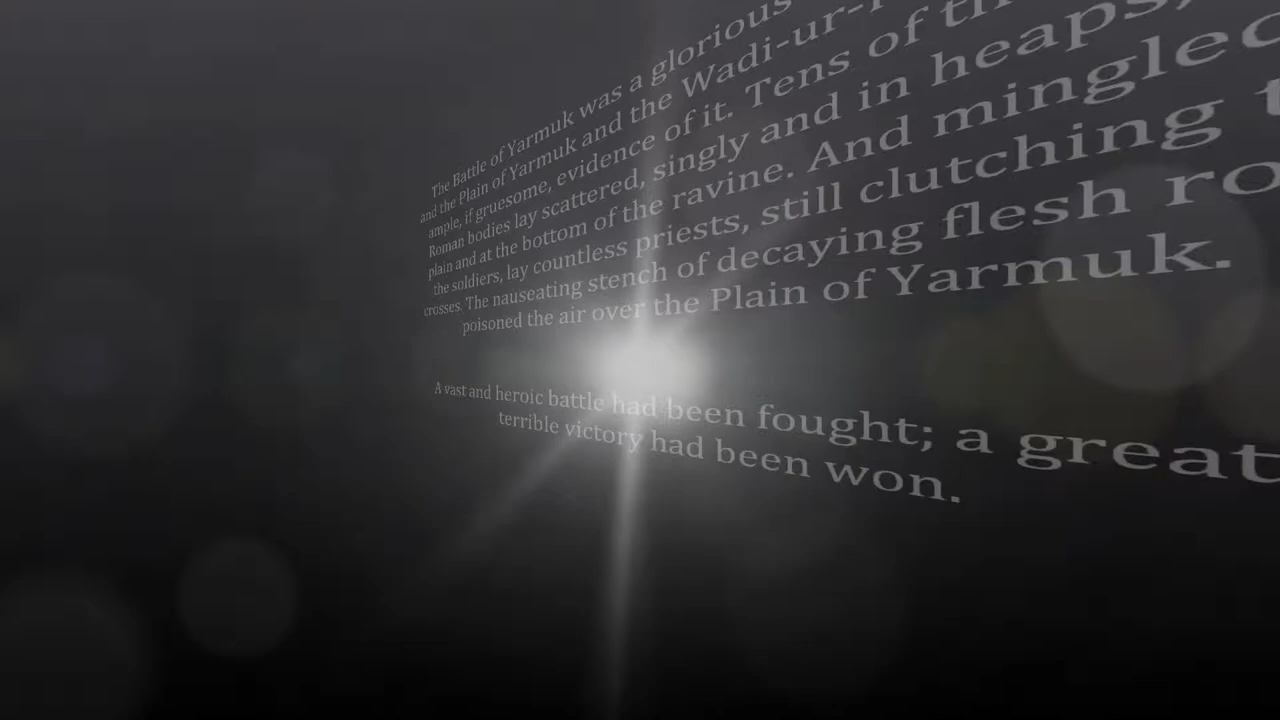 The Battle of Yarmuk was a glorious
and the Plain of Yarmuk and the Wadi-ur-
ample, if gruesome, evidence of it. Tens of
Roman bodies lay scattered, singly and in heaps,
plain and at the bottom of the ravine. And mingled
the soldiers, lay countless priests, still clutching
crosses. The nauseating stench of decaying flesh
poisoned the air over the Plain of Yarmuk.
A vast and heroic battle had been fought; a great
terrible victory had been won.